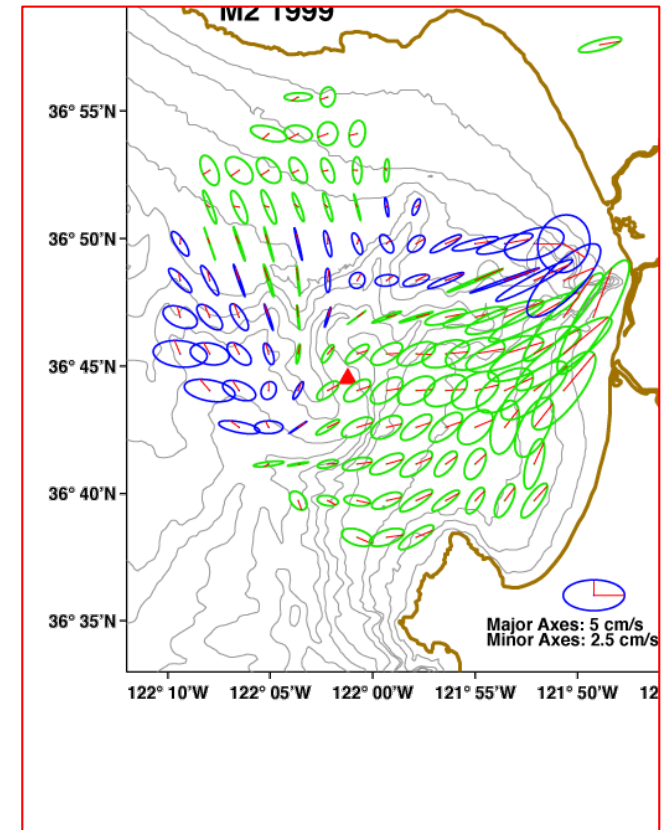 M2 1999
36° 55'N
36° 50'N
36° 45'N
36° 40'N
36° 35'N
Major Axes: 5 cm/s
Minor Axes: 2.5 cm/s
122° 10'W 122° 05'W 122° 00'W 121° 55'W 121° 50'W 12